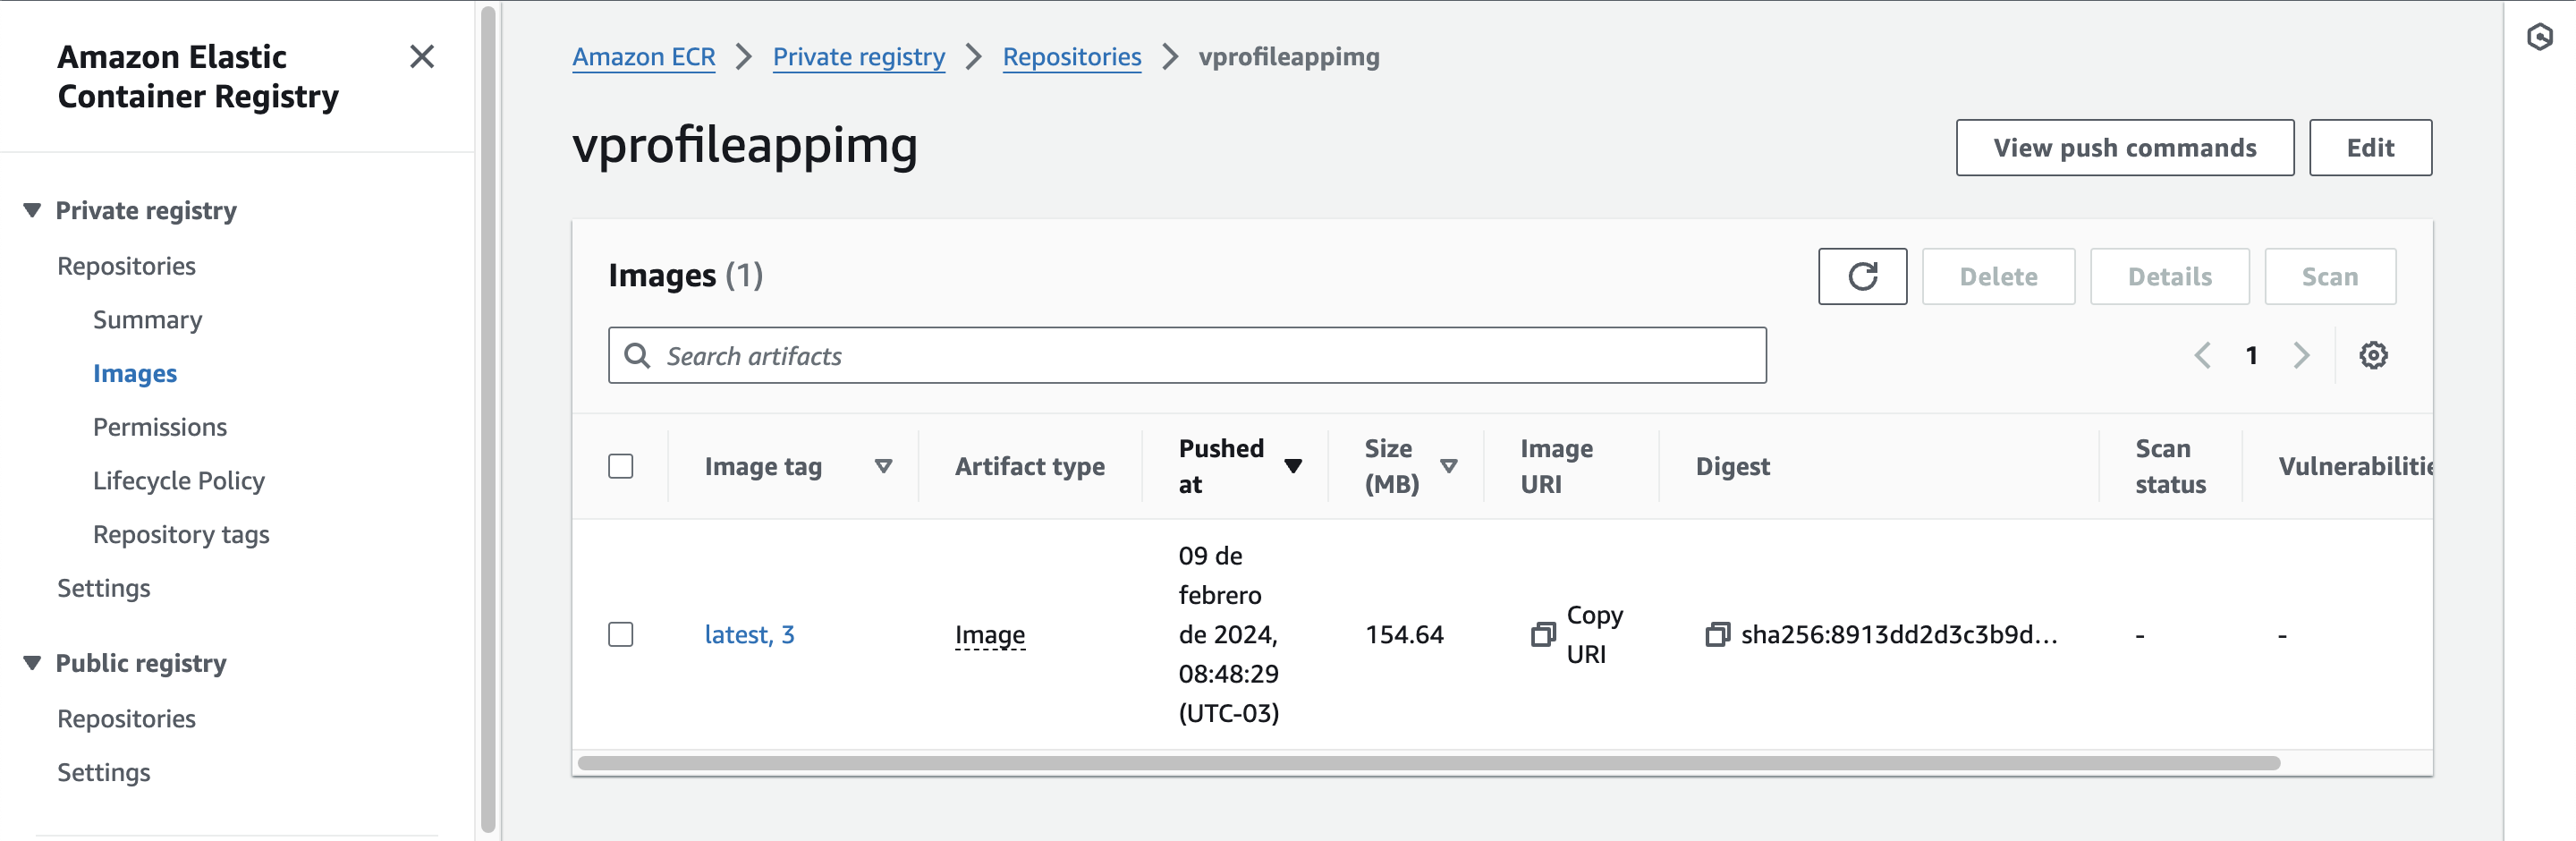 Amazon Elastic
Container Registry
Private registry
Repositories
Summary
Images
Permissions
Lifecycle Policy
Repository tags
Settings
Public registry
Repositories
Settings
Amazon ECR > Private registry > Repositories > vprofileappimg
vprofileappimg
View push commands
Edit
Images (1)
Delete
Details
Scan
Search artifacts
1
Image tag
Artifact type
Pushed
at
Size
(MB)
Image
URI
Digest
Scan
status
Vulnerabilitie
latest, 3
Image
09 de
febrero
de 2024,
08:48:29
(UTC-03)
154.64
Copy
URI
sha256:8913dd2d3c3b9d...
-
-